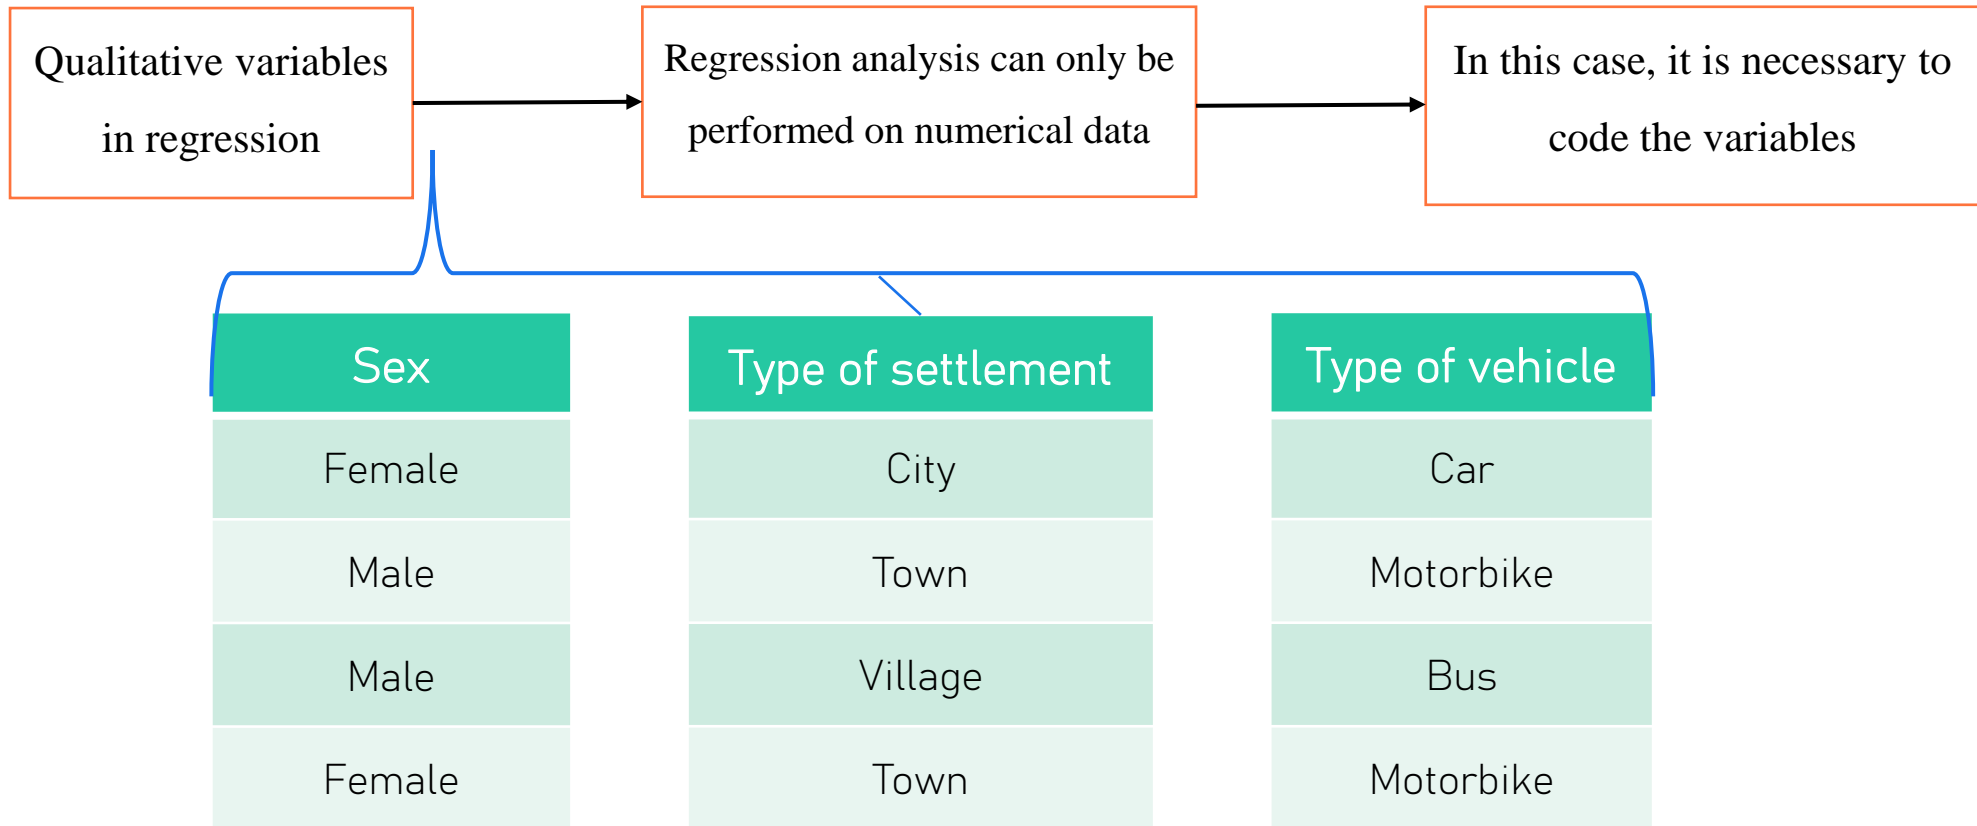 Qualitative variables
in regression
Regression analysis can only be
performed on numerical data
In this case, it is necessary to
code the variables
Sex
Female
Male
Male
Female
Type of settlement
City
Town
Village
Town
Type of vehicle
Car
Motorbike
Bus
Motorbike